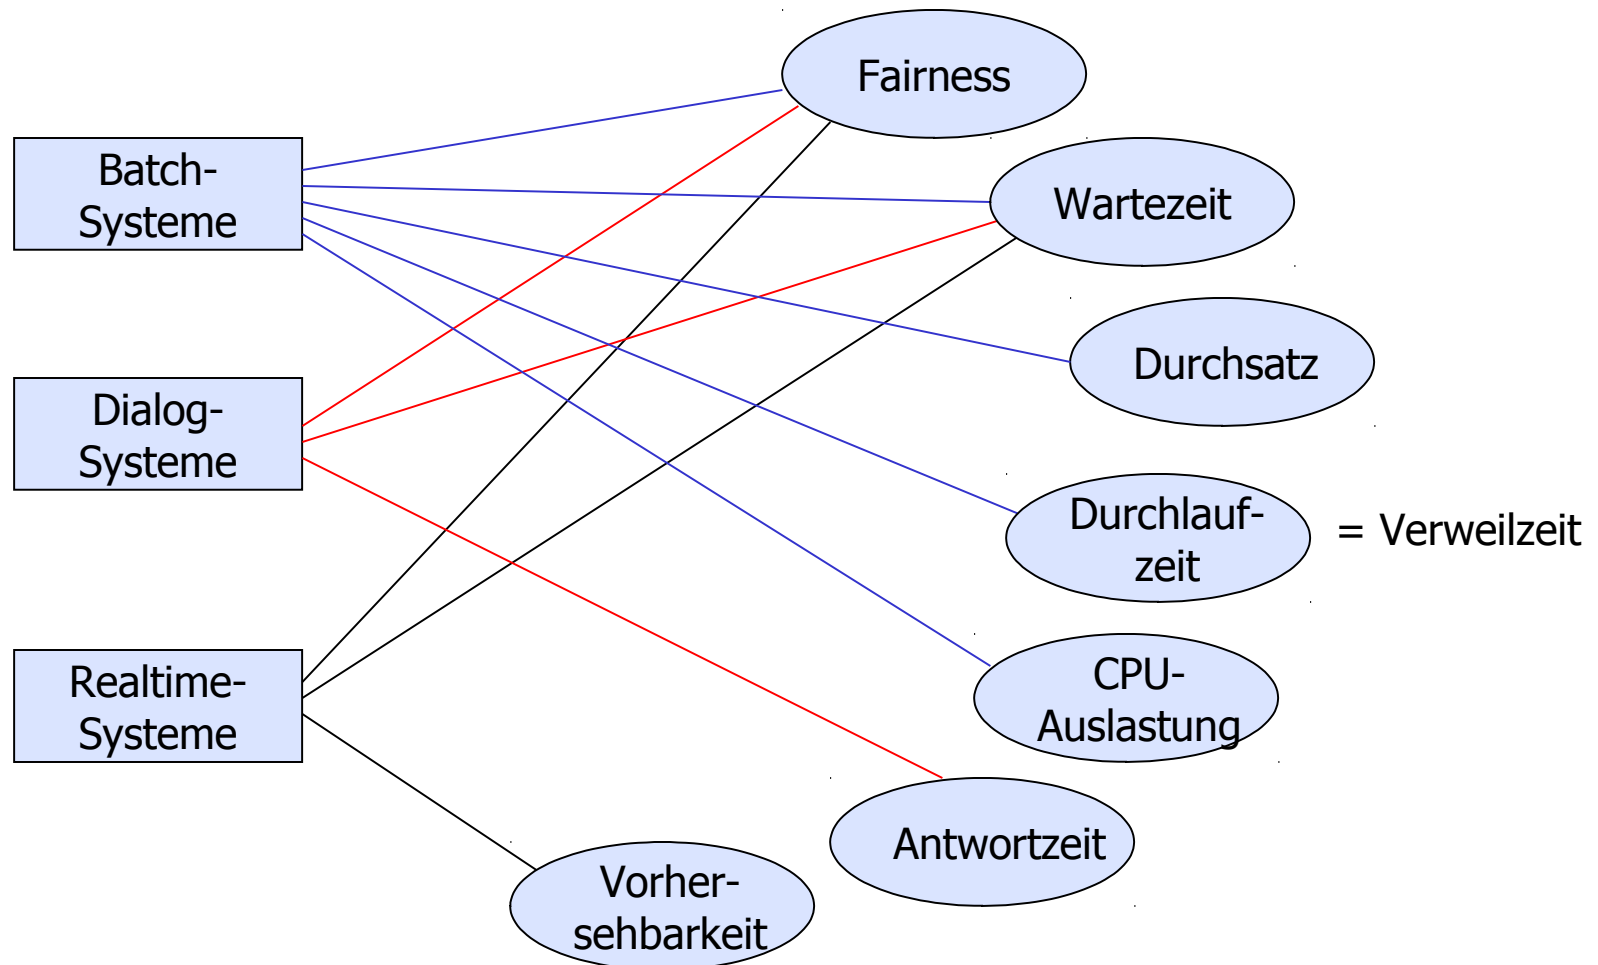 Fairness
Batch-
Systeme
Wartezeit
Durchsatz
Dialog-
Systeme
Durchlauf-
zeit
= Verweilzeit
Realtime-
Systeme
CPU-
Auslastung
Antwortzeit
Vorher-
sehbarkeit